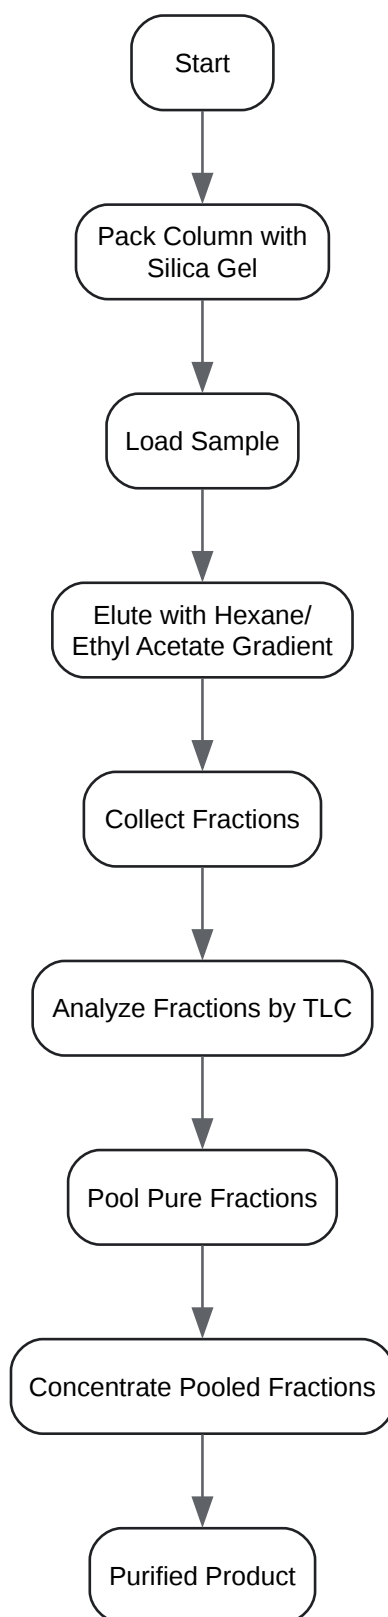 Start
Pack Column with
Silica Gel
Load Sample
Elute with Hexane/
Ethyl Acetate Gradient
Collect Fractions
Analyze Fractions by TLC
Pool Pure Fractions
Concentrate Pooled Fractions
Purified Product